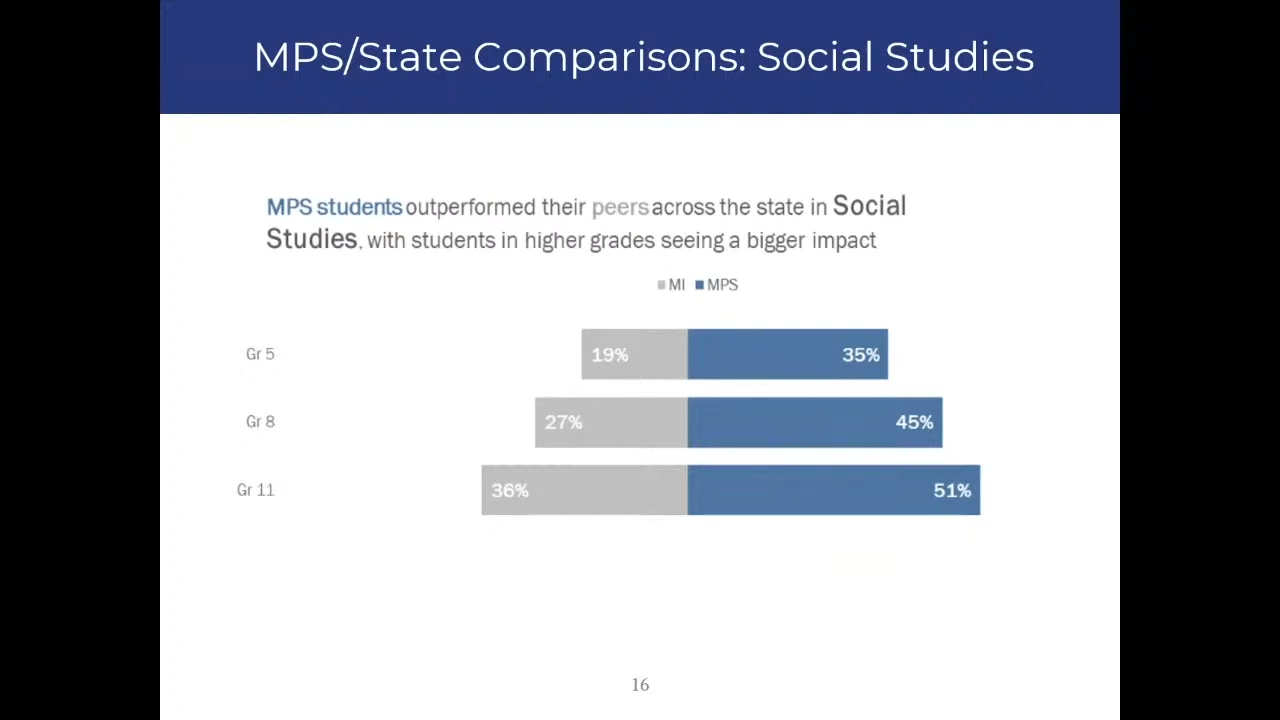 MPS/State Comparisons: Social Studies
MPS students outperformed their peers across the state in Social
Studies, with students in higher grades seeing a bigger impact
MI MPS
Gr 5 19% 35%
Gr 8 27% 45%
Gr 11 36% 51%
16